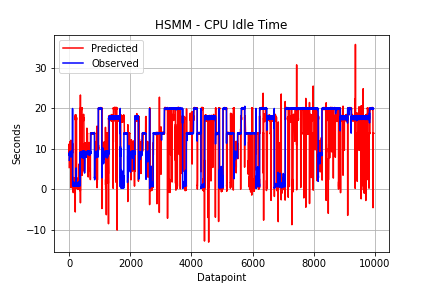 HSMM - CPU Idle Time
Predicted
Observed
Seconds
30
20
10
0
−10
0 2000 4000 6000 8000 10000
Datapoint